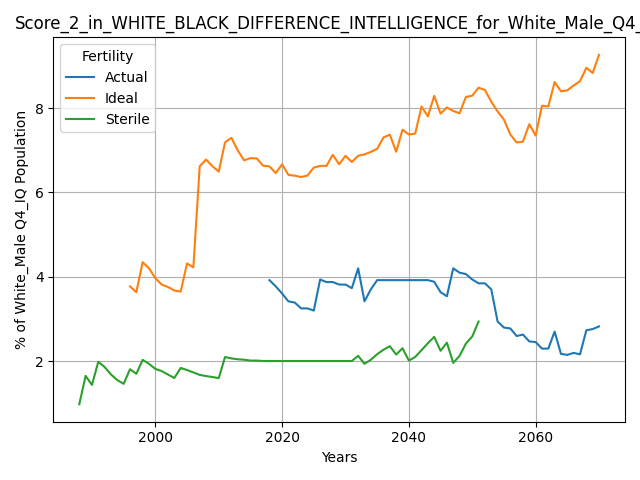 Score_2_in_WHITE_BLACK_DIFFERENCE_INTELLIGENCE_for_White_Male_Q4_
Fertility
Actual
Ideal
Sterile
% of White_Male Q4_IQ Population
8
6
4
2
2000 2020 2040 2060
Years